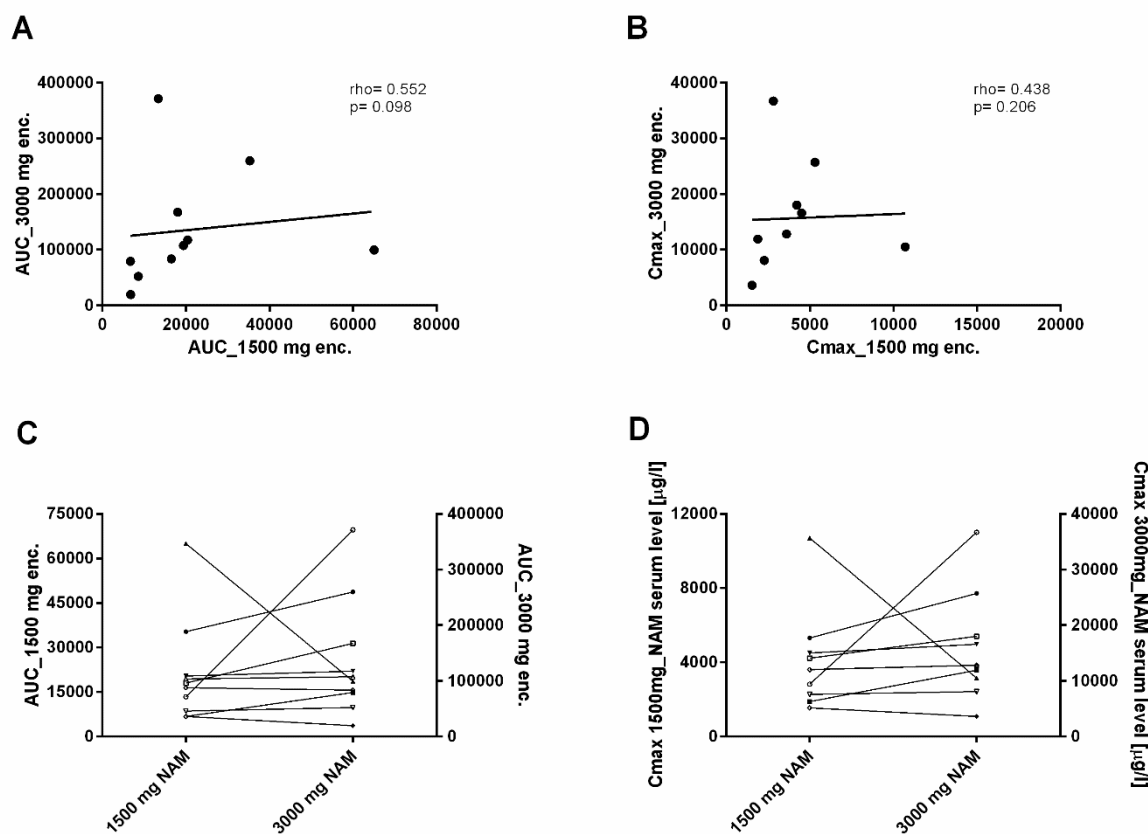 A
rho= 0.552
p= 0.098
AUC_3000 mg enc.
400000
300000
200000
100000
0
0 20000 40000 60000 80000
AUC_1500 mg enc.
B
rho= 0.438
p= 0.206
Cmax_3000 mg enc.
40000
30000
20000
10000
0
0 5000 10000 15000 20000
Cmax_1500 mg enc.
C
AUC_1500 mg enc.
75000
60000
45000
30000
15000
0
400000
300000
200000
100000
0
AUC_3000 mg enc.
1500 mg NAM
3000 mg NAM
D
Cmax 1500mg_NAM serum level [µg/l]
12000
8000
4000
0
40000
30000
20000
10000
0
Cmax 3000mg_NAM serum level [µg/l]
1500 mg NAM
3000 mg NAM